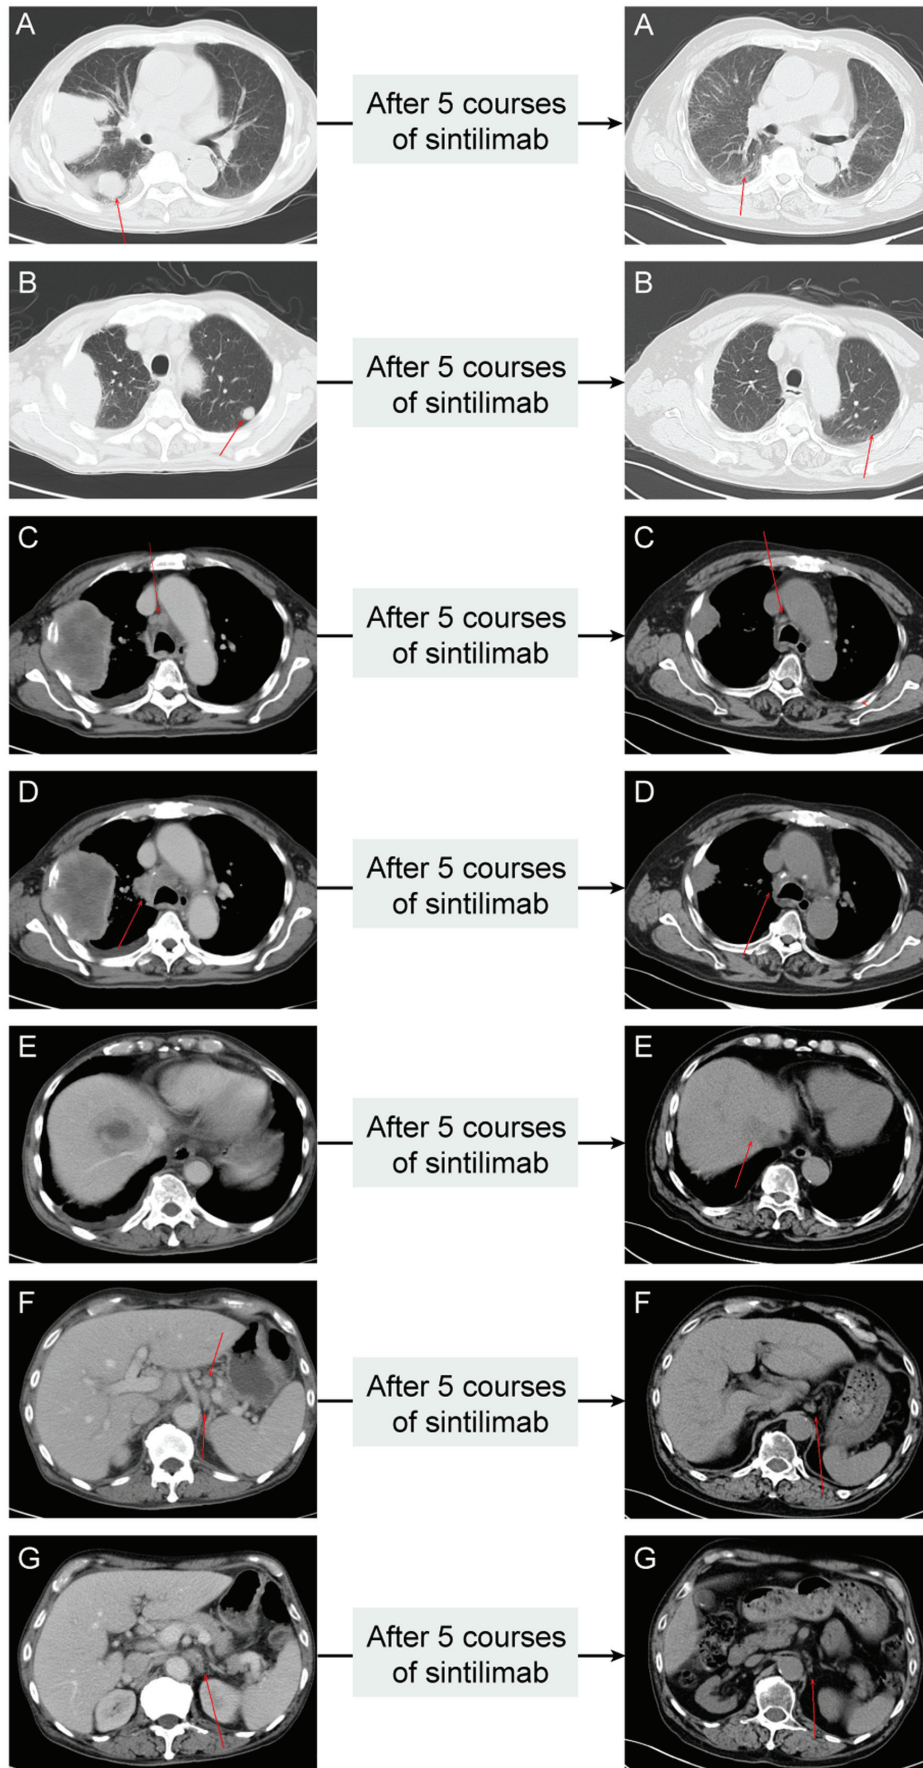 A
After 5 courses
of sintilimab
A
B
After 5 courses
of sintilimab
B
C
After 5 courses
of sintilimab
C
D
After 5 courses
of sintilimab
D
E
After 5 courses
of sintilimab
E
F
After 5 courses
of sintilimab
F
G
After 5 courses
of sintilimab
G